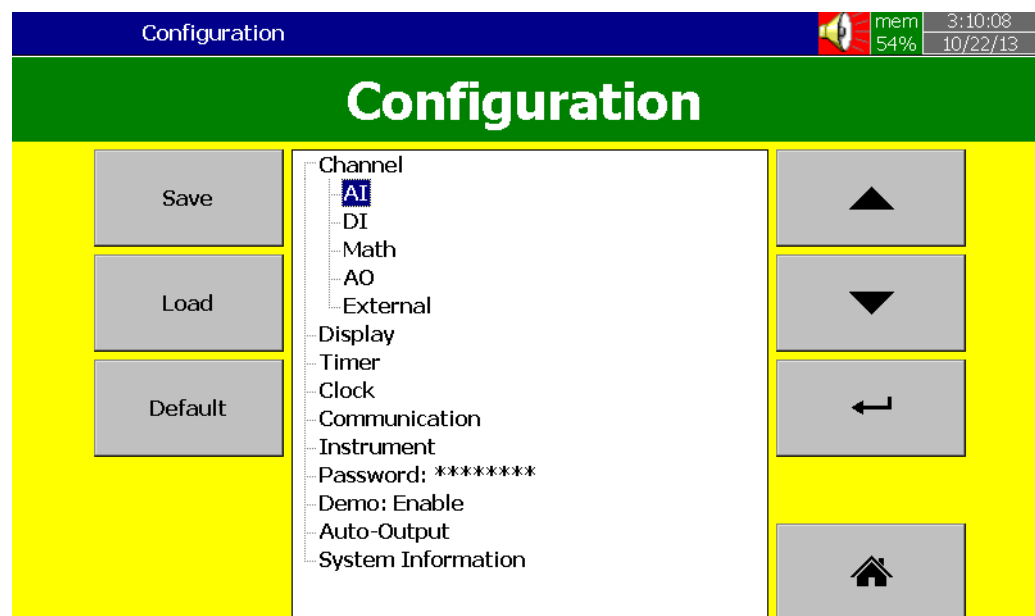 Configuration
mem 3:10:08
54% 10/22/13
Configuration
Save
Load
Default
Channel
AI
DI
Math
AO
External
Display
Timer
Clock
Communication
Instrument
Password: ********
Demo: Enable
Auto-Output
System Information